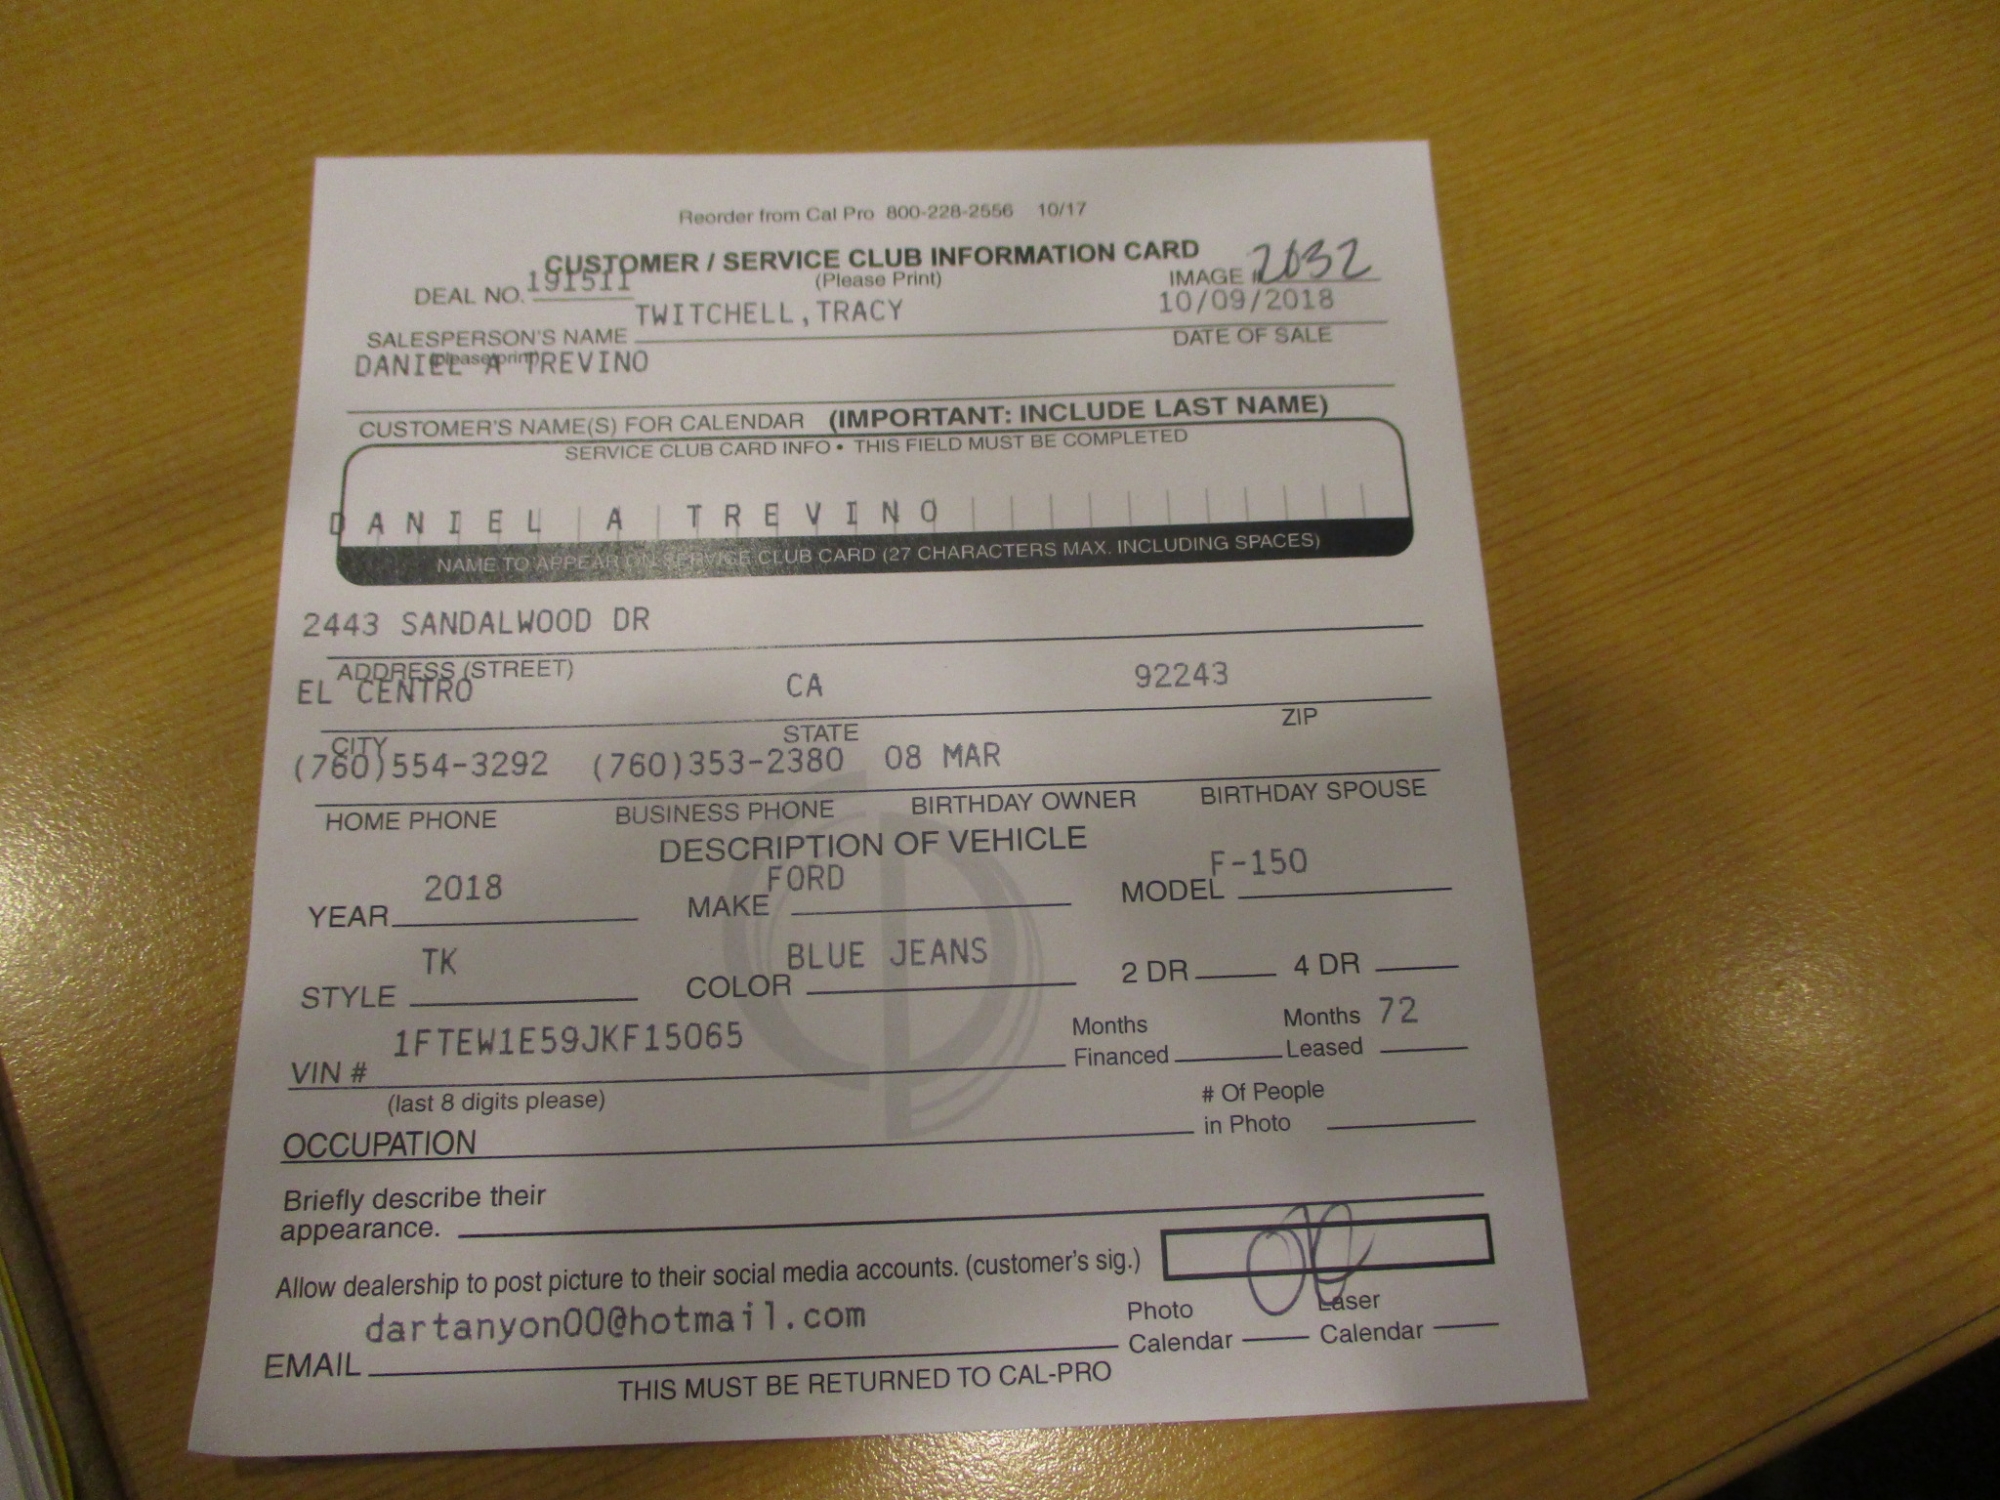 Reorder from Cal Pro 800-228-2556 10/17
CUSTOMER / SERVICE CLUB INFORMATION CARD
(Please Print)
DEAL NO. 191511
IMAGE # 2032
TWITCHELL,TRACY 10/09/2018
SALESPERSON'S NAME DATE OF SALE
(please print)
DANIEL A TREVINO
CUSTOMER'S NAME(S) FOR CALENDAR (IMPORTANT: INCLUDE LAST NAME)
SERVICE CLUB CARD INFO • THIS FIELD MUST BE COMPLETED
DANIEL A TREVINO
NAME TO APPEAR ON SERVICE CLUB CARD (27 CHARACTERS MAX. INCLUDING SPACES)
2443 SANDALWOOD DR
ADDRESS (STREET)
EL CENTRO CA 92243
CITY STATE ZIP
(760)554-3292 (760)353-2380 08 MAR
HOME PHONE BUSINESS PHONE BIRTHDAY OWNER BIRTHDAY SPOUSE
DESCRIPTION OF VEHICLE
YEAR 2018 MAKE FORD MODEL F-150
STYLE TK COLOR BLUE JEANS 2 DR 4 DR
VIN # 1FTEW1E59JKF15065 Months Financed Months Leased 72
(last 8 digits please)
OCCUPATION # Of People in Photo
Briefly describe their
appearance.
Allow dealership to post picture to their social media accounts. (customer's sig.)
EMAIL dartanyon00@hotmail.com Photo Calendar Laser Calendar
THIS MUST BE RETURNED TO CAL-PRO